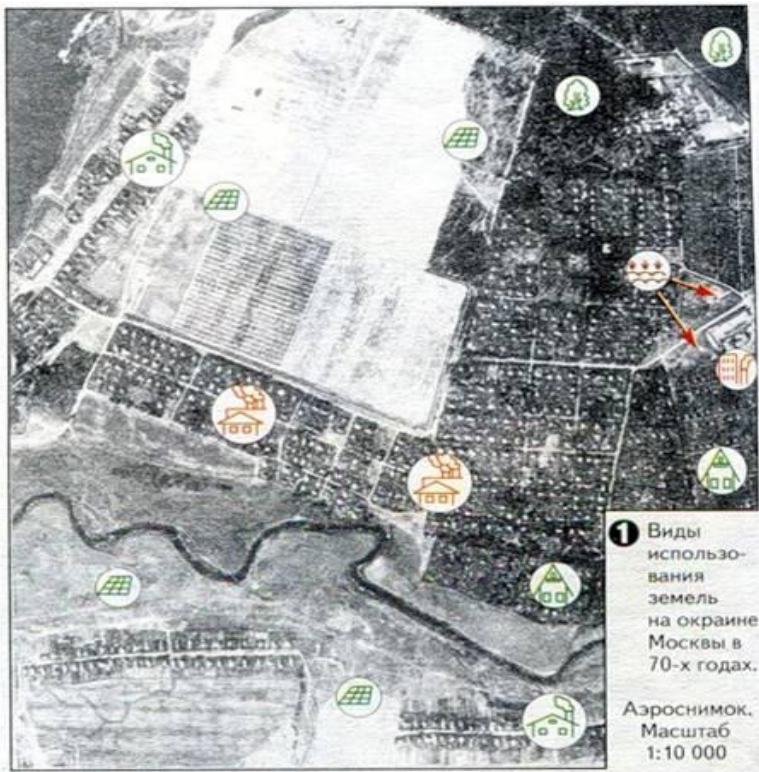 1 Виды
использо-
вания
земель
на окраине
Москвы в
70-х годах.
Аэроснимок.
Масштаб
1:10 000